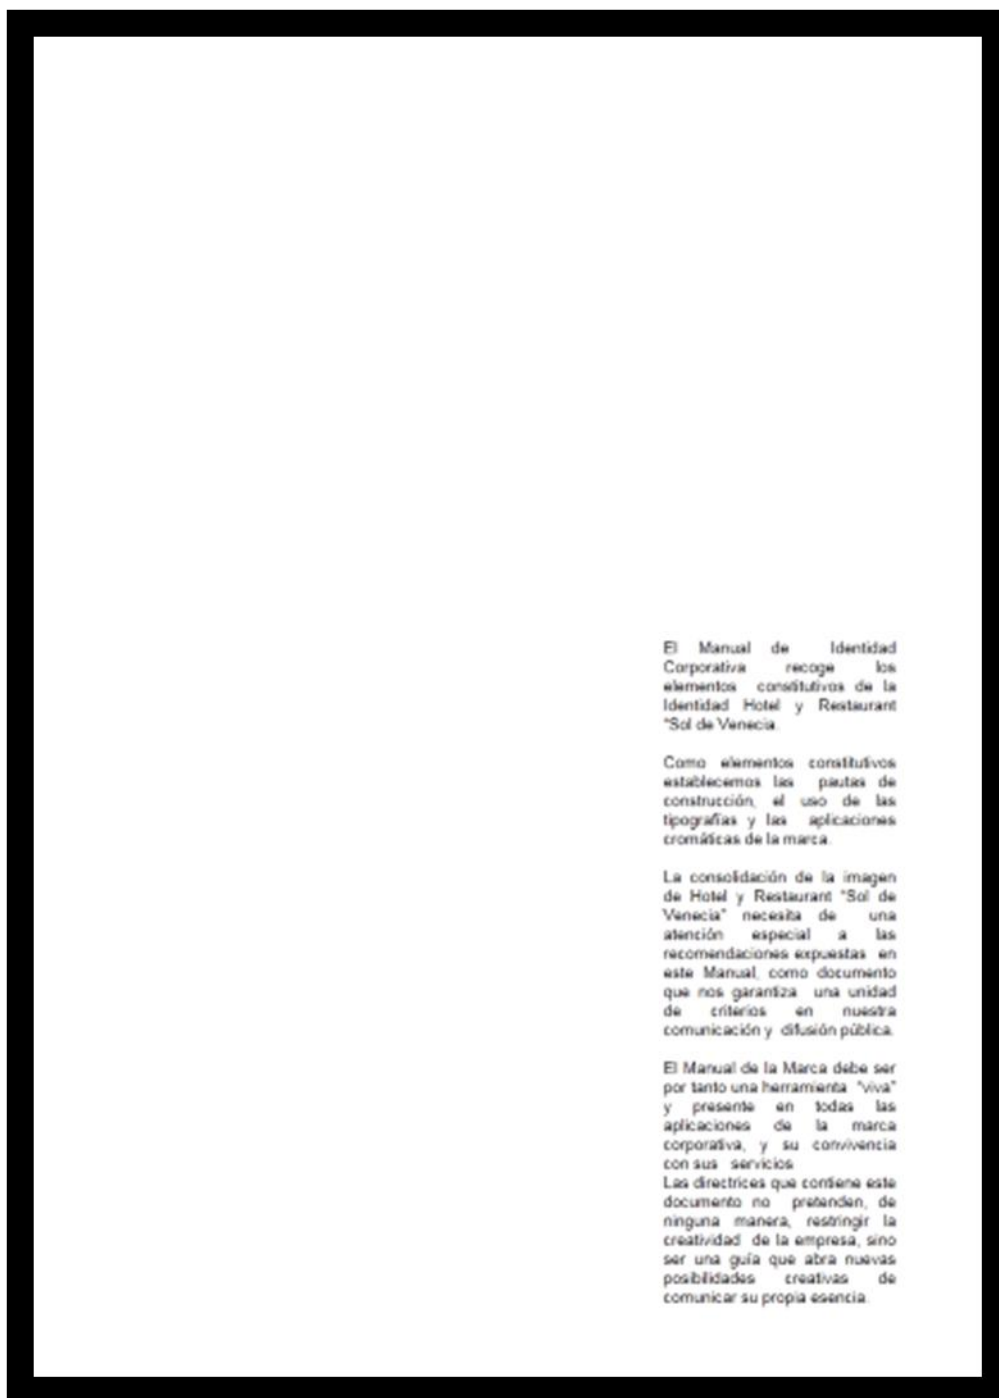 El Manual de Identidad
Corporativa recoge los
elementos constitutivos de la
Identidad Hotel y Restaurant
"Sol de Venecia.
Como elementos constitutivos
establecemos las pautas de
construcción, el uso de las
tipografías y las aplicaciones
cromáticas de la marca.
La consolidación de la imagen
de Hotel y Restaurant "Sol de
Venecia" necesita de una
atención especial a las
recomendaciones expuestas en
este Manual, como documento
que nos garantiza una unidad
de criterios en nuestra
comunicación y difusión pública.
El Manual de la Marca debe ser
por tanto una herramienta "viva"
y presente en todas las
aplicaciones de la marca
corporativa, y su convivencia
con sus servicios
Las directrices que contiene este
documento no pretenden, de
ninguna manera, restringir la
creatividad de la empresa, sino
ser una guía que abra nuevas
posibilidades creativas de
comunicar su propia esencia.